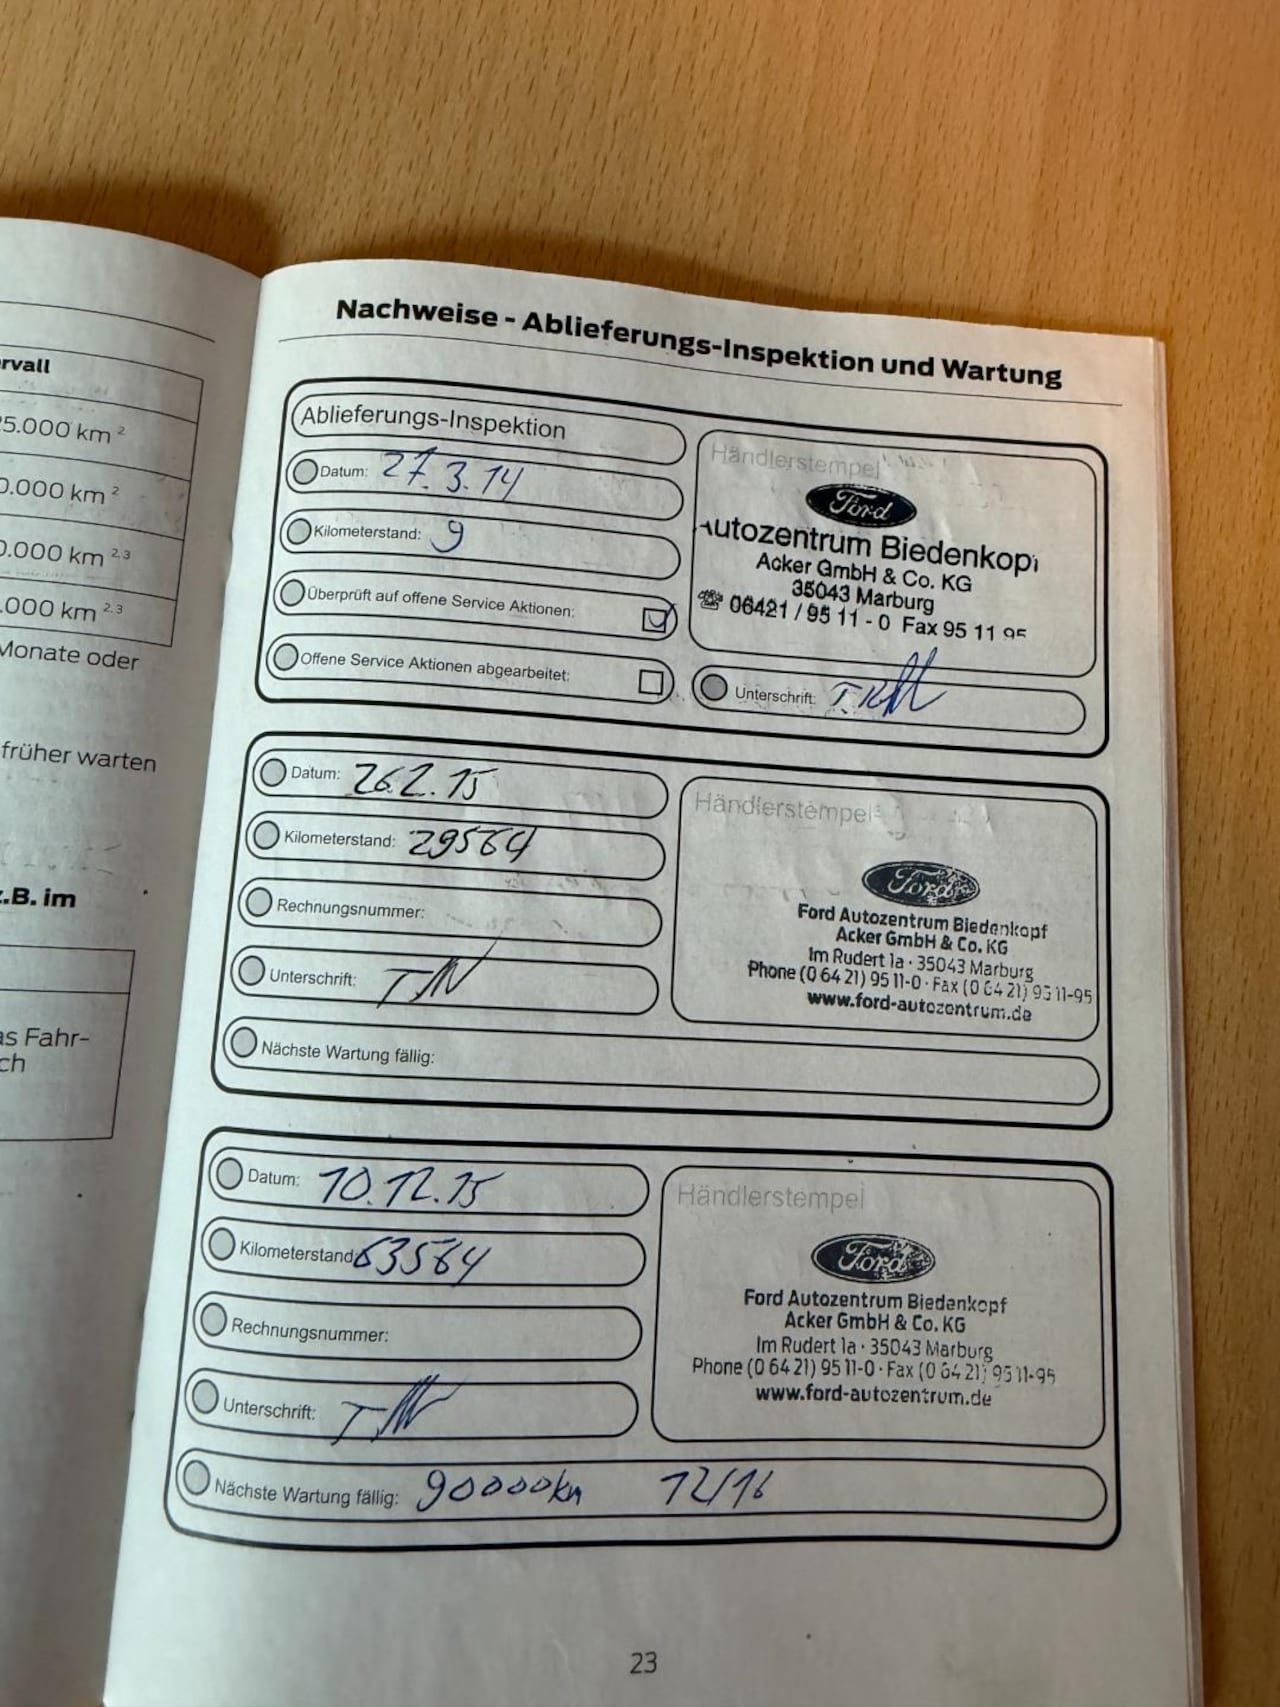 rvall
5.000 km 2
0.000 km 2
0.000 km 2,3
.000 km 2,3
Monate oder
früher warten
z.B. im
as Fahr-
ch
Nachweise - Ablieferungs-Inspektion und Wartung
Ablieferungs-Inspektion
Datum: 27.3.14
Kilometerstand: 9
Überprüft auf offene Service Aktionen:
Offene Service Aktionen abgearbeitet:
Händlerstempel
Ford
Autozentrum Biedenkopf
Acker GmbH & Co. KG
35043 Marburg
☎ 06421 / 95 11 - 0 Fax 95 11 95
Unterschrift:
Datum: 26.2.15
Kilometerstand: 29564
Rechnungsnummer:
Unterschrift:
Nächste Wartung fällig:
Händlerstempel
Ford
Ford Autozentrum Biedenkopf
Acker GmbH & Co. KG
Im Rudert 1a · 35043 Marburg
Phone (0 64 21) 95 11-0 · Fax (0 64 21) 95 11-95
www.ford-autozentrum.de
Datum: 10.12.15
Kilometerstand: 63564
Rechnungsnummer:
Unterschrift:
Nächste Wartung fällig: 90000km 12/16
Händlerstempel
Ford
Ford Autozentrum Biedenkopf
Acker GmbH & Co. KG
Im Rudert 1a · 35043 Marburg
Phone (0 64 21) 95 11-0 · Fax (0 64 21) 95 11-95
www.ford-autozentrum.de
23